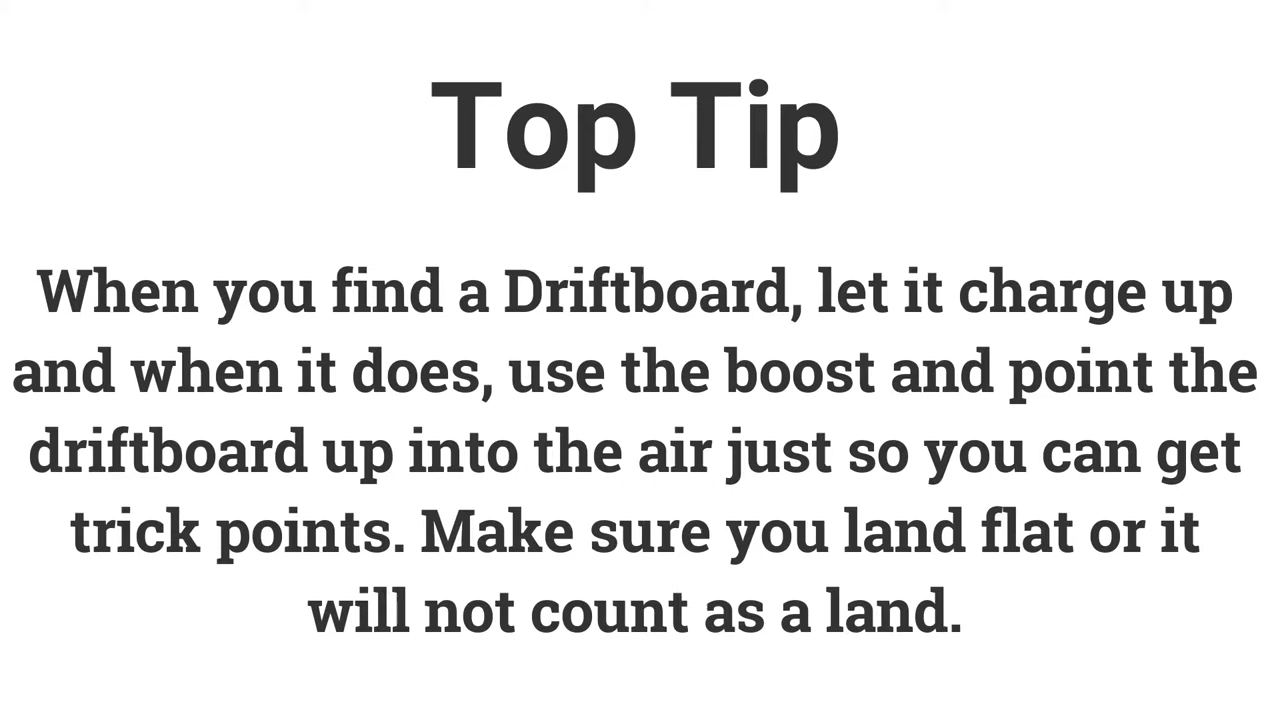 Top Tip
When you find a Driftboard, let it charge up
and when it does, use the boost and point the
driftboard up into the air just so you can get
trick points. Make sure you land flat or it
will not count as a land.